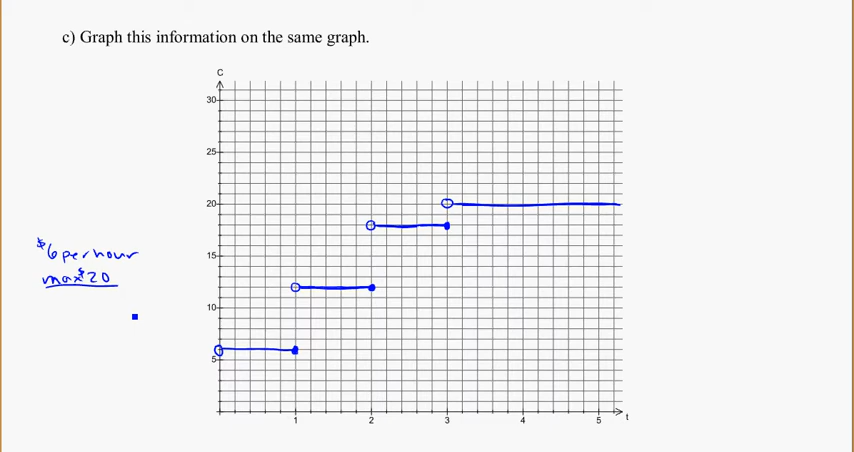 c) Graph this information on the same graph.
C
30
25
20
15
10
5
1 2 3 4 5
t
$6 per hour
max $20